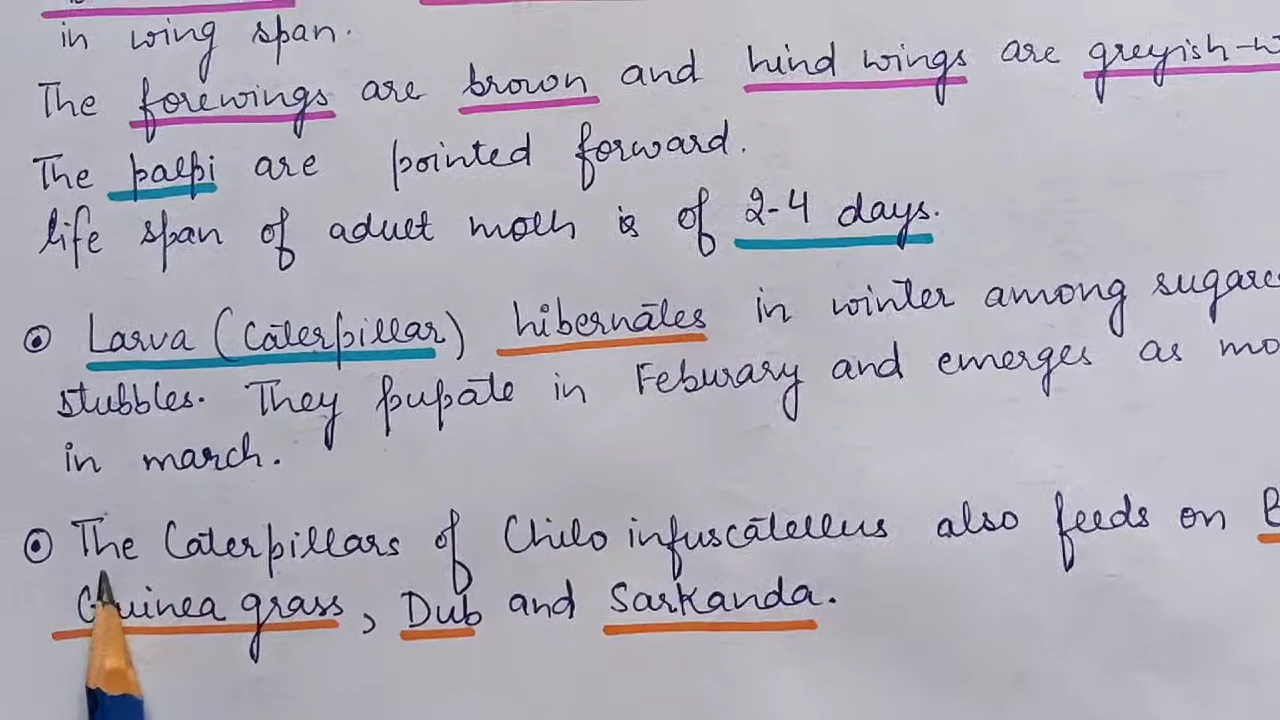 in wing span.
The forewings are brown and hind wings are greyish-w
The palpi are pointed forward.
life span of adult moth is of 2-4 days.
Larva (Caterpillar) hibernates in winter among sugarc
stubbles. They pupate in Feburary and emerges as mo
in march.
The Caterpillars of Chilo infuscatellus also feeds on B
Guinea grass, Dub and Sarkanda.